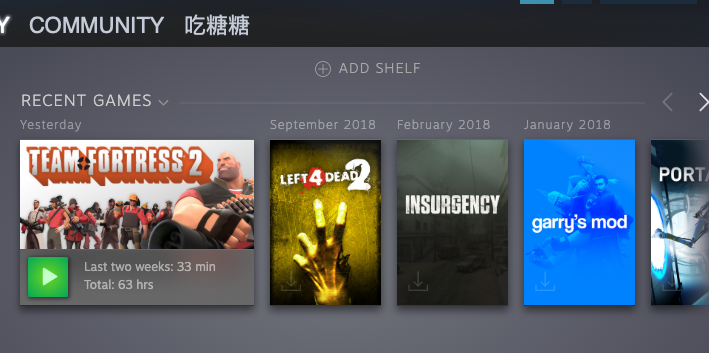 Y COMMUNITY 吃糖糖
ADD SHELF
RECENT GAMES
Yesterday
September 2018
February 2018
January 2018
TEAM FORTRESS 2
LEFT 4 DEAD 2
INSURGENCY
garry's mod
PORTA
Last two weeks: 33 min
Total: 63 hrs